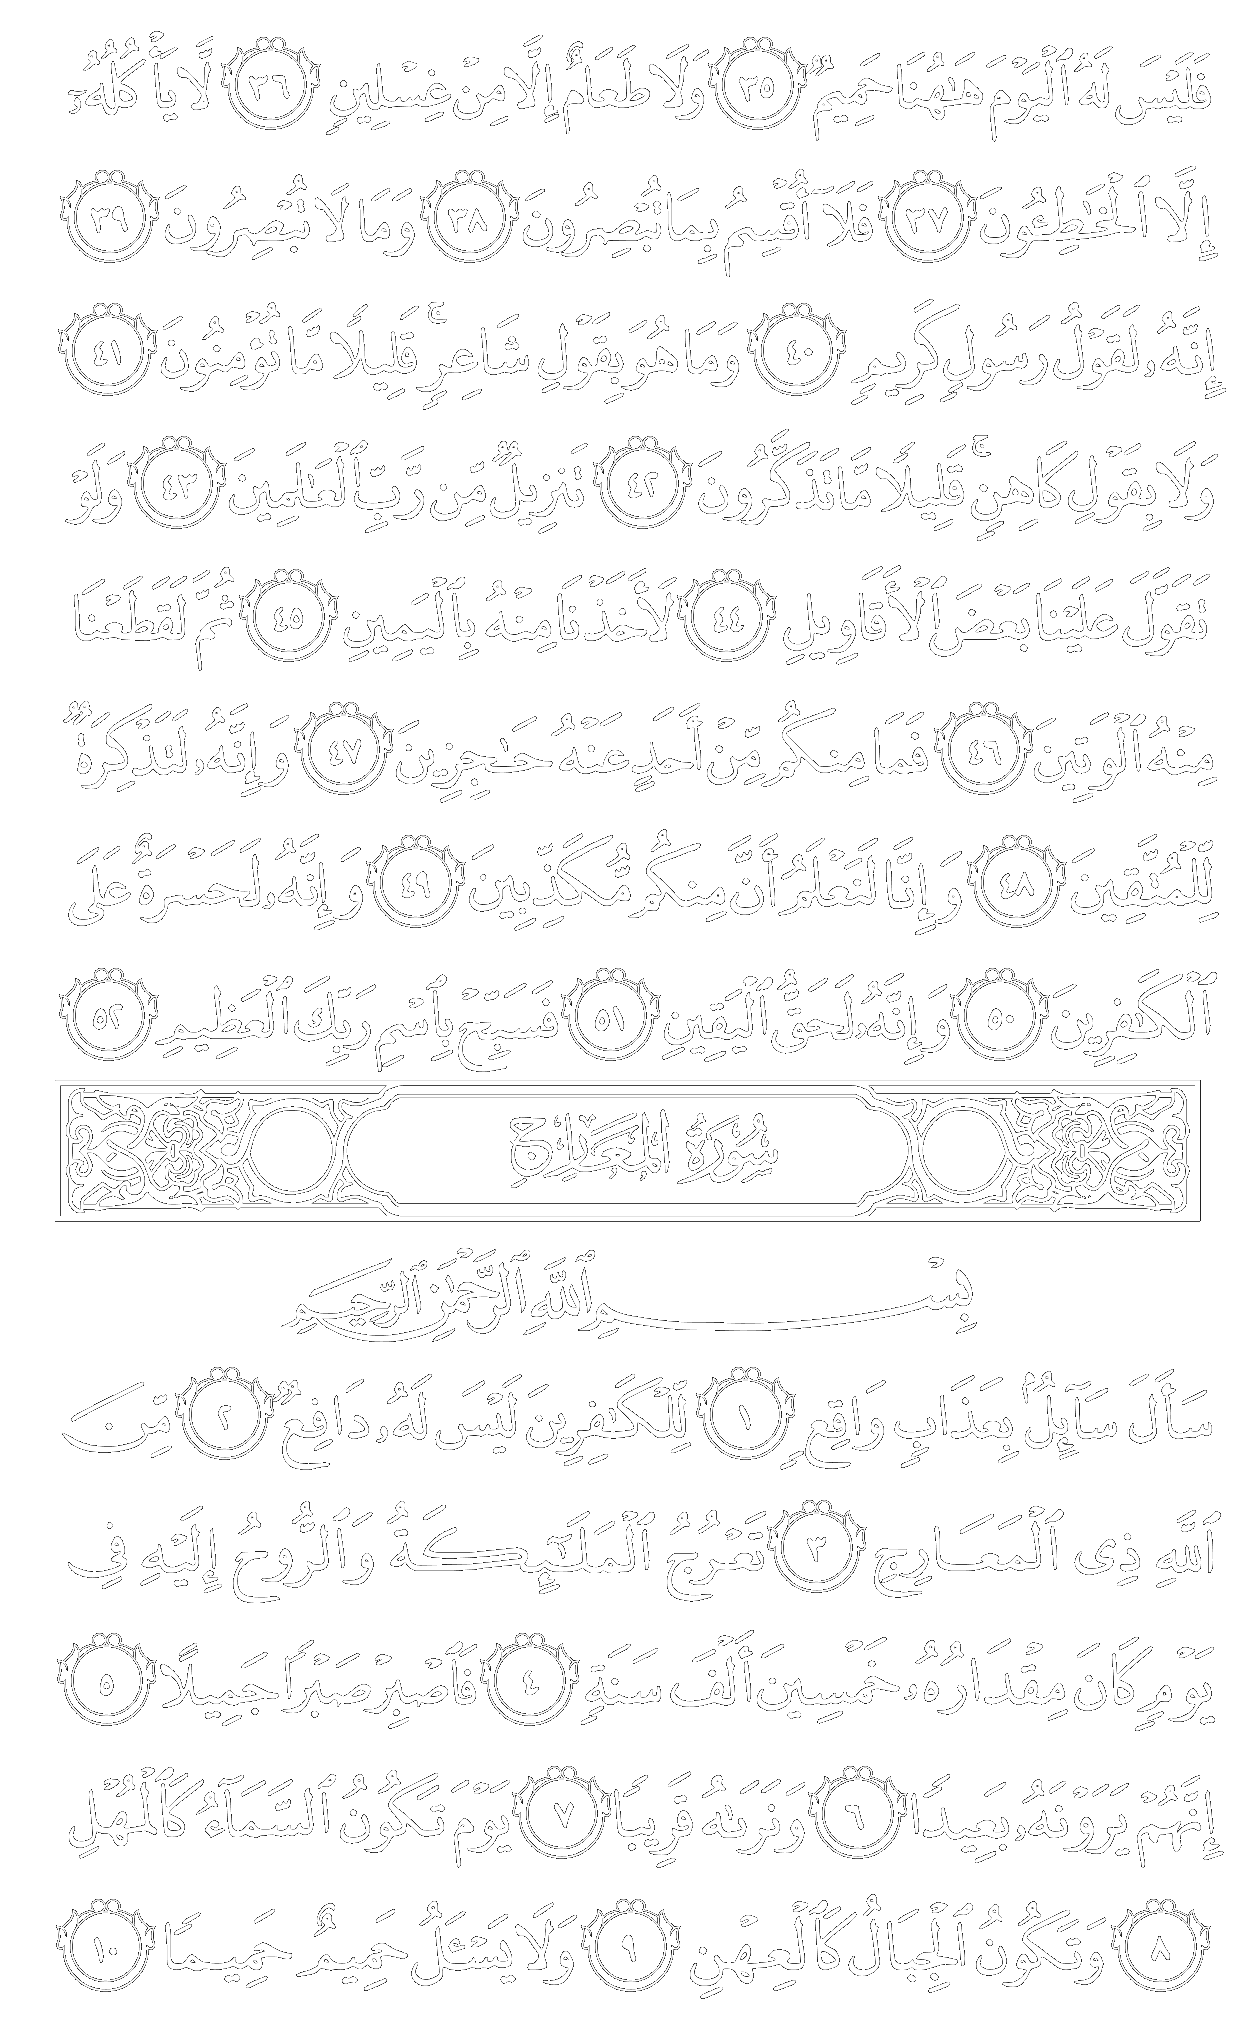 فَلَيْسَ لَهُ ٱلْيَوْمَ هَٰهُنَا حَمِيمٌ ٣٥ وَلَا طَعَامٌ إِلَّا مِنْ غِسْلِينٍ ٣٦ لَّا يَأْكُلُهُۥٓ
إِلَّا ٱلْخَٰطِـُٔونَ ٣٧ فَلَآ أُقْسِمُ بِمَا تُبْصِرُونَ ٣٨ وَمَا لَا تُبْصِرُونَ ٣٩
إِنَّهُۥ لَقَوْلُ رَسُولٍ كَرِيمٍ ٤٠ وَمَا هُوَ بِقَوْلِ شَاعِرٍ ۚ قَلِيلًا مَّا تُؤْمِنُونَ ٤١
وَلَا بِقَوْلِ كَاهِنٍ ۚ قَلِيلًا مَّا تَذَكَّرُونَ ٤٢ تَنزِيلٌ مِّن رَّبِّ ٱلْعَٰلَمِينَ ٤٣ وَلَوْ
تَقَوَّلَ عَلَيْنَا بَعْضَ ٱلْأَقَاوِيلِ ٤٤ لَأَخَذْنَا مِنْهُ بِٱلْيَمِينِ ٤٥ ثُمَّ لَقَطَعْنَا
مِنْهُ ٱلْوَتِينَ ٤٦ فَمَا مِنكُم مِّنْ أَحَدٍ عَنْهُ حَٰجِزِينَ ٤٧ وَإِنَّهُۥ لَتَذْكِرَةٌ
لِّلْمُتَّقِينَ ٤٨ وَإِنَّا لَنَعْلَمُ أَنَّ مِنكُم مُّكَذِّبِينَ ٤٩ وَإِنَّهُۥ لَحَسْرَةٌ عَلَى
ٱلْكَٰفِرِينَ ٥٠ وَإِنَّهُۥ لَحَقُّ ٱلْيَقِينِ ٥١ فَسَبِّحْ بِٱسْمِ رَبِّكَ ٱلْعَظِيمِ ٥٢
سُورَةُ المَعَارِجِ
بِسْمِ ٱللَّهِ ٱلرَّحْمَٰنِ ٱلرَّحِيمِ
سَأَلَ سَآئِلٌۢ بِعَذَابٍ وَاقِعٍ ١ لِّلْكَٰفِرِينَ لَيْسَ لَهُۥ دَافِعٌ ٢ مِّنَ
ٱللَّهِ ذِى ٱلْمَعَارِجِ ٣ تَعْرُجُ ٱلْمَلَٰٓئِكَةُ وَٱلرُّوحُ إِلَيْهِ فِى
يَوْمٍ كَانَ مِقْدَارُهُۥ خَمْسِينَ أَلْفَ سَنَةٍ ٤ فَٱصْبِرْ صَبْرًا جَمِيلًا ٥
إِنَّهُمْ يَرَوْنَهُۥ بَعِيدًا ٦ وَنَرَىٰهُ قَرِيبًا ٧ يَوْمَ تَكُونُ ٱلسَّمَآءُ كَٱلْمُهْلِ
٨ وَتَكُونُ ٱلْجِبَالُ كَٱلْعِهْنِ ٩ وَلَا يَسْـَٔلُ حَمِيمٌ حَمِيمًا ١٠